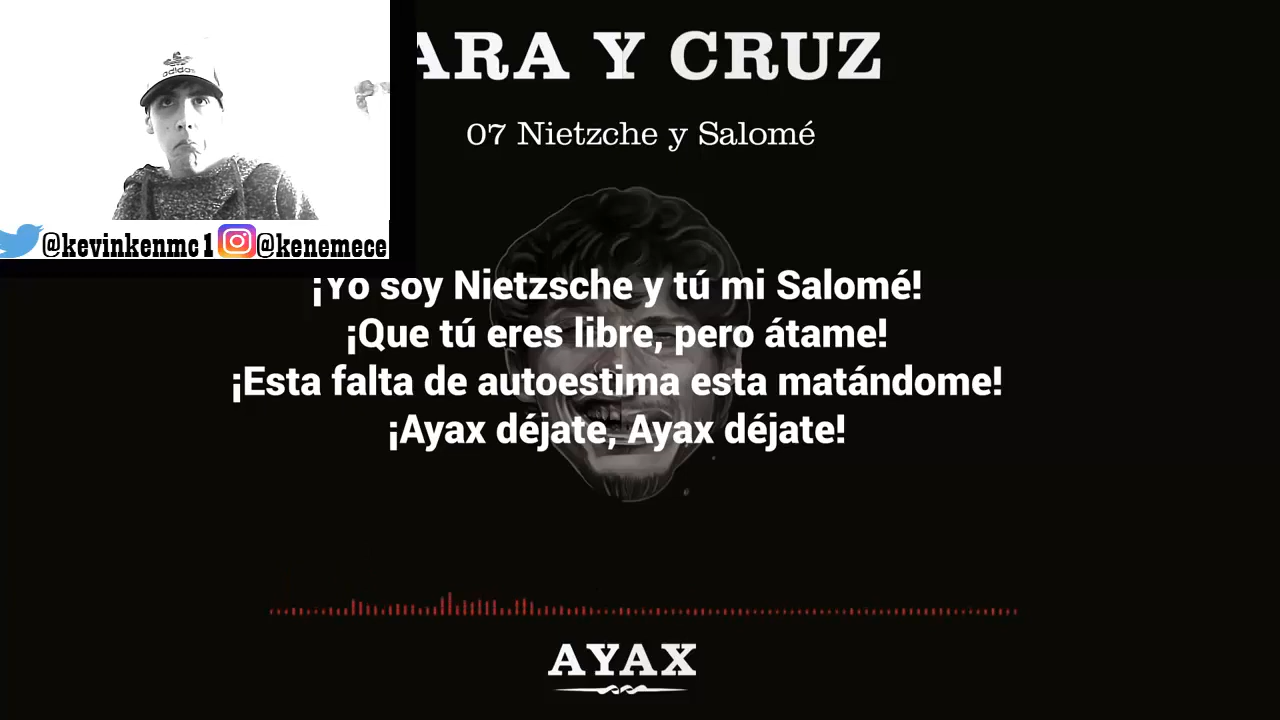 ARA Y CRUZ
07 Nietzche y Salomé
adidas
@kevinkenmc1 @kenemece
¡Yo soy Nietzsche y tú mi Salomé!
¡Que tú eres libre, pero átame!
¡Esta falta de autoestima esta matándome!
¡Ayax déjate, Ayax déjate!
AYAX